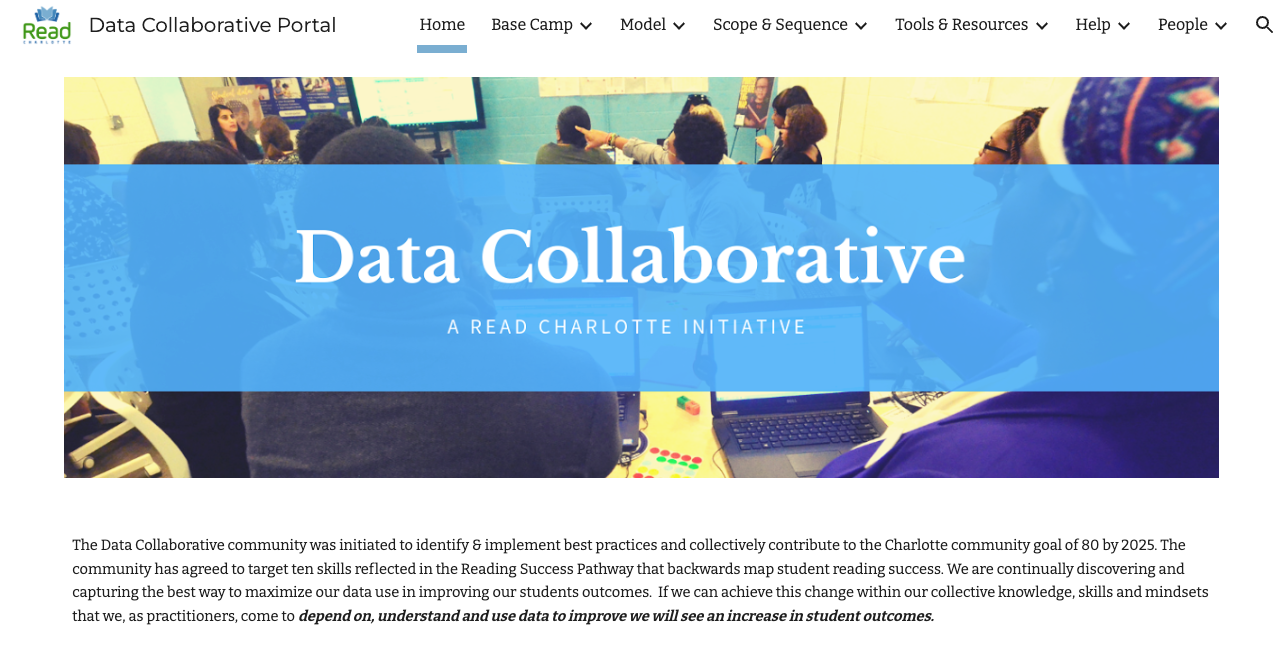 Read
CHARLOTTE
Data Collaborative Portal
Home
Base Camp
Model
Scope & Sequence
Tools & Resources
Help
People
Data Collaborative
A READ CHARLOTTE INITIATIVE
The Data Collaborative community was initiated to identify & implement best practices and collectively contribute to the Charlotte community goal of 80 by 2025. The
community has agreed to target ten skills reflected in the Reading Success Pathway that backwards map student reading success. We are continually discovering and
capturing the best way to maximize our data use in improving our students outcomes.  If we can achieve this change within our collective knowledge, skills and mindsets
that we, as practitioners, come to depend on, understand and use data to improve we will see an increase in student outcomes.